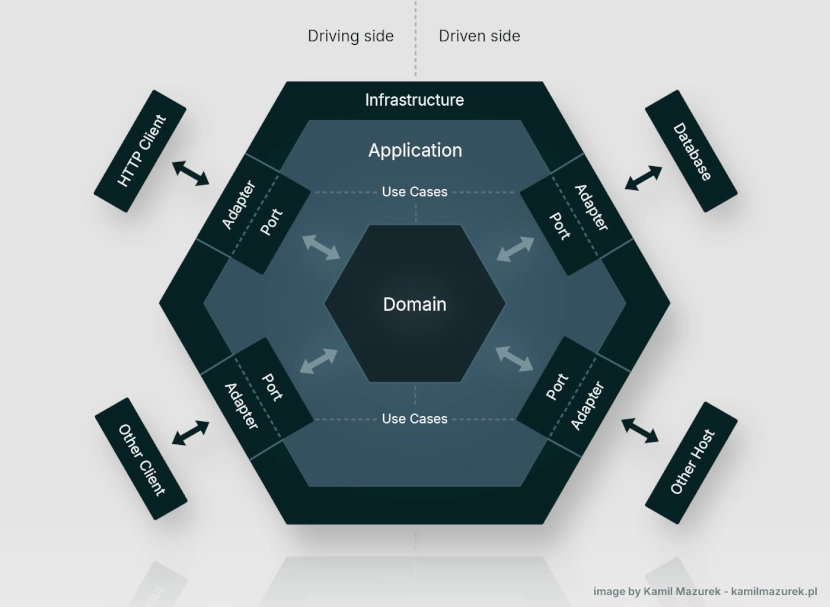 Driving side
Driven side
Infrastructure
Application
HTTP Client
Database
Adapter
Port
Use Cases
Port
Adapter
Domain
Port
Adapter
Use Cases
Port
Adapter
Other Client
Other Host
image by Kamil Mazurek - kamilmazurek.pl